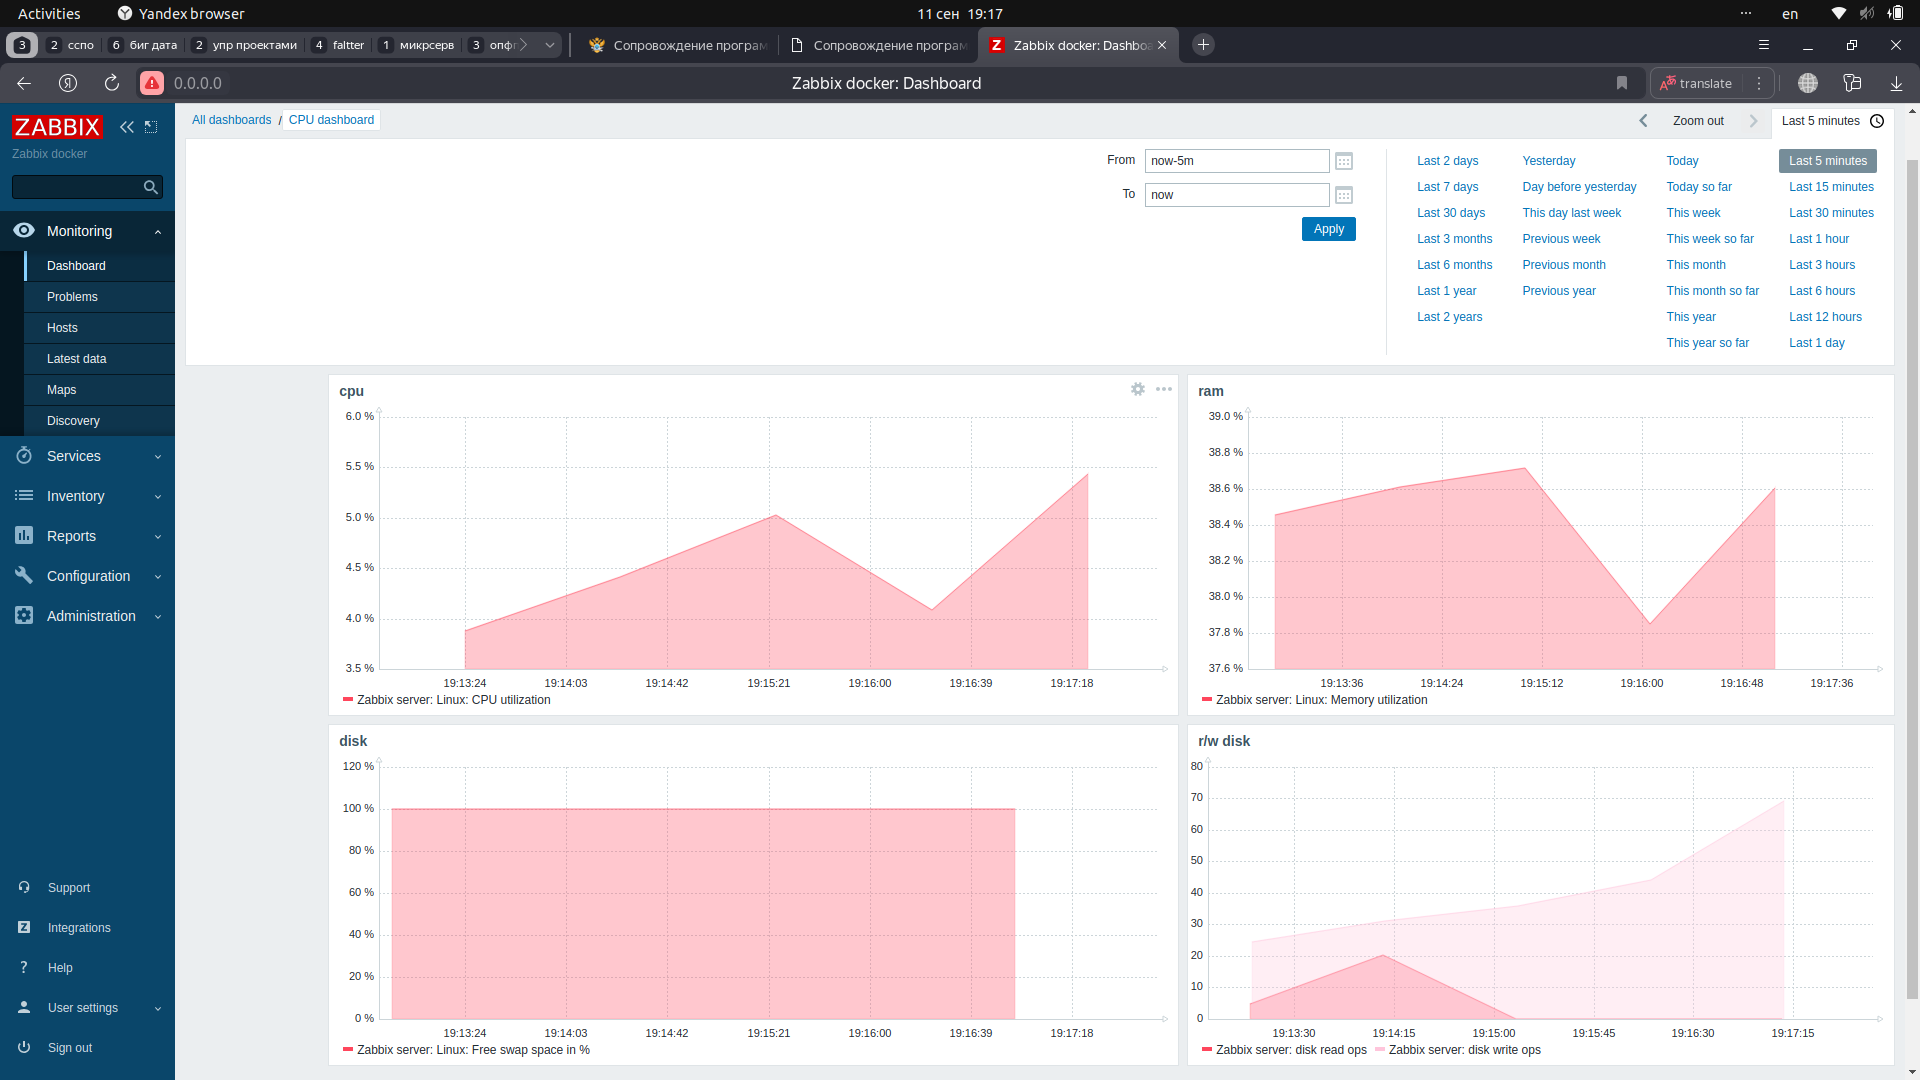 Activities
Yandex browser
11 сен 19:17
en
3
2 сспо
6 биг дата
2 упр проектами
4 faltter
1 микрсерв
3 опфг
Сопровождение програм
Сопровождение програм
Zabbix docker: Dashboa
0.0.0.0
Zabbix docker: Dashboard
translate
ZABBIX
Zabbix docker
Monitoring
Dashboard
Problems
Hosts
Latest data
Maps
Discovery
Services
Inventory
Reports
Configuration
Administration
Support
Integrations
Help
User settings
Sign out
All dashboards / CPU dashboard
Zoom out
Last 5 minutes
From now-5m
To now
Apply
Last 2 days Yesterday Today Last 5 minutes
Last 7 days Day before yesterday Today so far Last 15 minutes
Last 30 days This day last week This week Last 30 minutes
Last 3 months Previous week This week so far Last 1 hour
Last 6 months Previous month This month Last 3 hours
Last 1 year Previous year This month so far Last 6 hours
Last 2 years This year Last 12 hours
This year so far Last 1 day
cpu
6.0 %
5.5 %
5.0 %
4.5 %
4.0 %
3.5 %
19:13:24 19:14:03 19:14:42 19:15:21 19:16:00 19:16:39 19:17:18
Zabbix server: Linux: CPU utilization
ram
39.0 %
38.8 %
38.6 %
38.4 %
38.2 %
38.0 %
37.8 %
37.6 %
19:13:36 19:14:24 19:15:12 19:16:00 19:16:48 19:17:36
Zabbix server: Linux: Memory utilization
disk
120 %
100 %
80 %
60 %
40 %
20 %
0 %
19:13:24 19:14:03 19:14:42 19:15:21 19:16:00 19:16:39 19:17:18
Zabbix server: Linux: Free swap space in %
r/w disk
80
70
60
50
40
30
20
10
0
19:13:30 19:14:15 19:15:00 19:15:45 19:16:30 19:17:15
Zabbix server: disk read ops Zabbix server: disk write ops